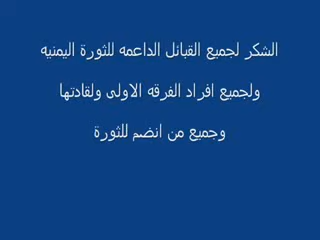 الشكر لجميع القبائل الداعمه للثورة اليمنيه
ولجميع افراد الفرقه الاولى ولقادتها
وجميع من انضم للثورة